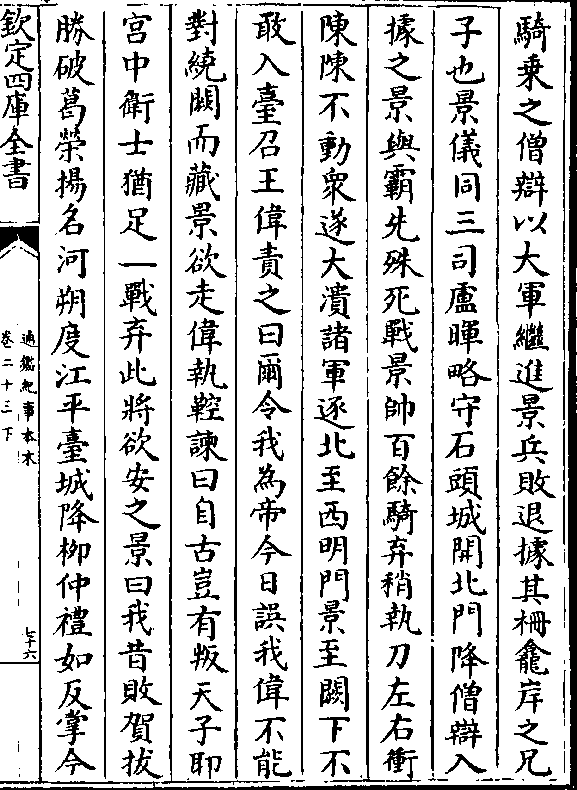 騎乗之僧辯以大軍繼進景兵敗退據其柵龕岸之兄
子也景儀同三司盧暉略守石頭城開北門降僧辯入
據之景與霸先殊死戰景帥百餘騎弃矟執刀左右衝
陳陳不動衆遂大潰諸軍逐北至西明門景至闕下不
敢入臺召王偉責之曰爾令我為帝今日誤我偉不能
對繞闕而藏景欲走偉執鞚諫曰自古豈有叛天子耶
宫中衛士猶足一戰弃此將欲安之景曰我昔敗賀拔
勝破葛榮揚名河朔度江平臺城降柳仲禮如反掌今
欽定四庫全書
通鑑紀事本末
卷二十三下
七十六